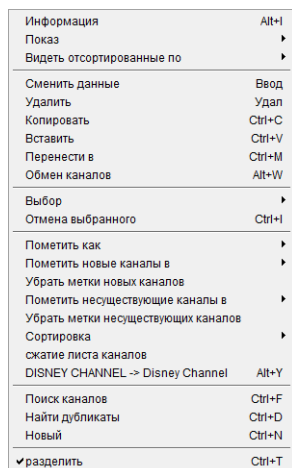 Информация Alt+I
Показ
Видеть отсортированные по
Сменить данные Ввод
Удалить Удал
Копировать Ctrl+C
Вставить Ctrl+V
Перенести в Ctrl+M
Обмен каналов Alt+W
Выбор
Отмена выбранного Ctrl+I
Пометить как
Пометить новые каналы в
Убрать метки новых каналов
Пометить несуществующие каналы в
Убрать метки несуществующих каналов
Сортировка
сжатие листа каналов
DISNEY CHANNEL -> Disney Channel Alt+Y
Поиск каналов Ctrl+F
Найти дубликаты Ctrl+D
Новый Ctrl+N
разделить Ctrl+T